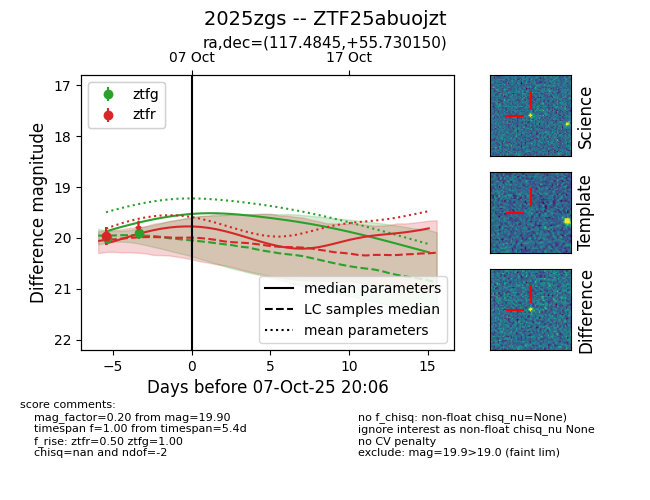 2025zgs -- ZTF25abuojzt
ra,dec=(117.4845,+55.730150)
07 Oct
17 Oct
ztfg
ztfr
17
18
19
20
21
22
Difference magnitude
median parameters
LC samples median
mean parameters
−5
0
5
10
15
Days before 07-Oct-25 20:06
Science
Template
Difference
score comments:
mag_factor=0.20 from mag=19.90
timespan f=1.00 from timespan=5.4d
f_rise: ztfr=0.50 ztfg=1.00
chisq=nan and ndof=-2
no f_chisq: non-float chisq_nu=None)
ignore interest as non-float chisq_nu None
no CV penalty
exclude: mag=19.9>19.0 (faint lim)